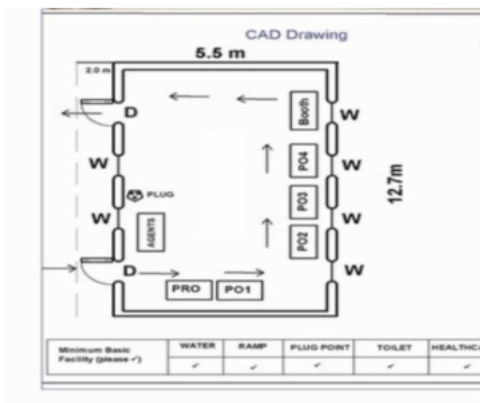 CAD Drawing
5.5 m
2.0 m
D
Booth
W
PO4
W
W
12.7m
PLUG
PO3
W
W
AGENTS
PO2
D
W
PRO
PO1
Minimum Basic
Facility (please ✓)
WATER RAMP PLUG POINT TOILET HEALTHCA
✓ ✓ ✓ ✓ ✓